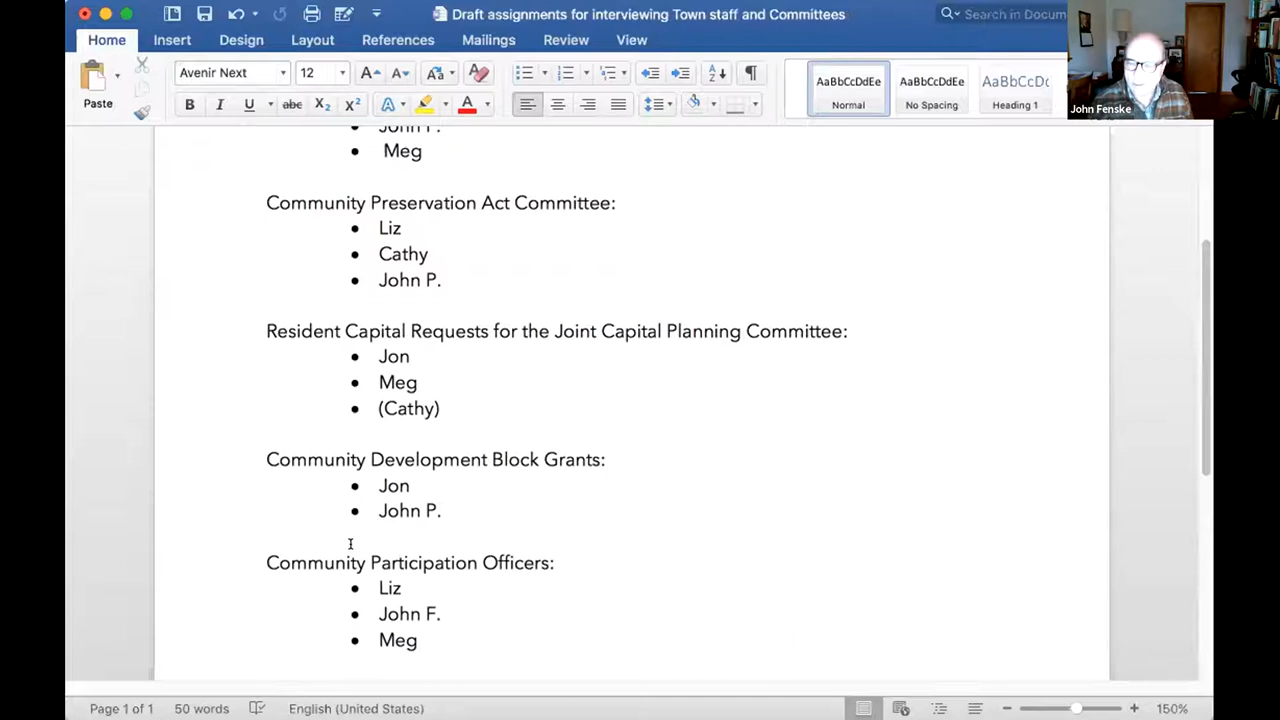 Draft assignments for interviewing Town staff and Committees
Search in Docum
Home Insert Design Layout References Mailings Review View
Paste
Avenir Next 12
AaBbCcDdEe AaBbCcDdEe AaBbCcDc
Normal No Spacing Heading 1
John Fenske
Meg
Community Preservation Act Committee:
Liz
Cathy
John P.
Resident Capital Requests for the Joint Capital Planning Committee:
Jon
Meg
(Cathy)
Community Development Block Grants:
Jon
John P.
Community Participation Officers:
Liz
John F.
Meg
Page 1 of 1 50 words English (United States) 150%